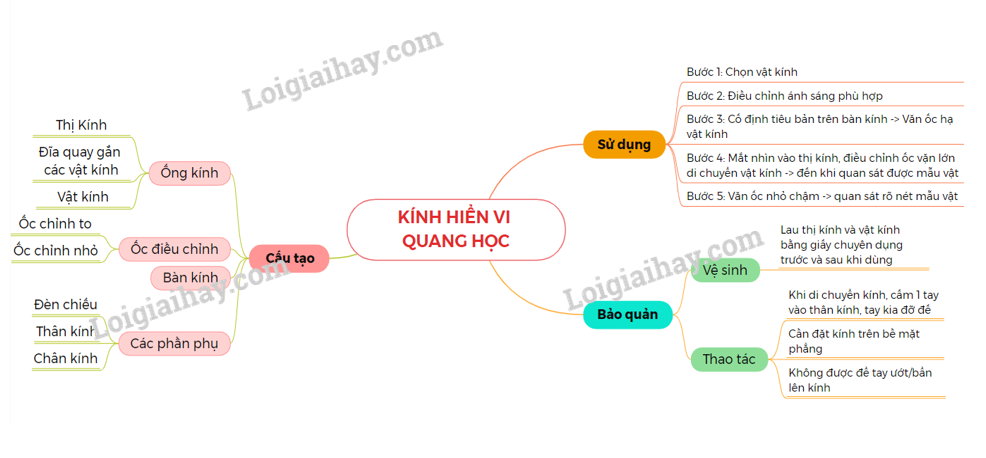 Loigiaihay.com
KÍNH HIỂN VI
QUANG HỌC
Cấu tạo
Ống kính
Thị Kính
Đĩa quay gắn
các vật kính
Vật kính
Ốc điều chỉnh
Ốc chỉnh to
Ốc chỉnh nhỏ
Bàn kính
Các phần phụ
Đèn chiếu
Thân kính
Chân kính
Loigiaihay.com
Sử dụng
Bước 1: Chọn vật kính
Bước 2: Điều chỉnh ánh sáng phù hợp
Bước 3: Cố định tiêu bản trên bàn kính -> Văn ốc hạ
vật kính
Bước 4: Mắt nhìn vào thị kính, điều chỉnh ốc vặn lớn
di chuyển vật kính -> đến khi quan sát được mẫu vật
Bước 5: Văn ốc nhỏ chậm -> quan sát rõ nét mẫu vật
Loigiaihay.com
Bảo quản
Vệ sinh
Lau thị kính và vật kính
bằng giấy chuyên dụng
trước và sau khi dùng
Thao tác
Khi di chuyển kính, cầm 1 tay
vào thân kính, tay kia đỡ đế
Cần đặt kính trên bề mặt
phẳng
Không được để tay ướt/bẩn
lên kính